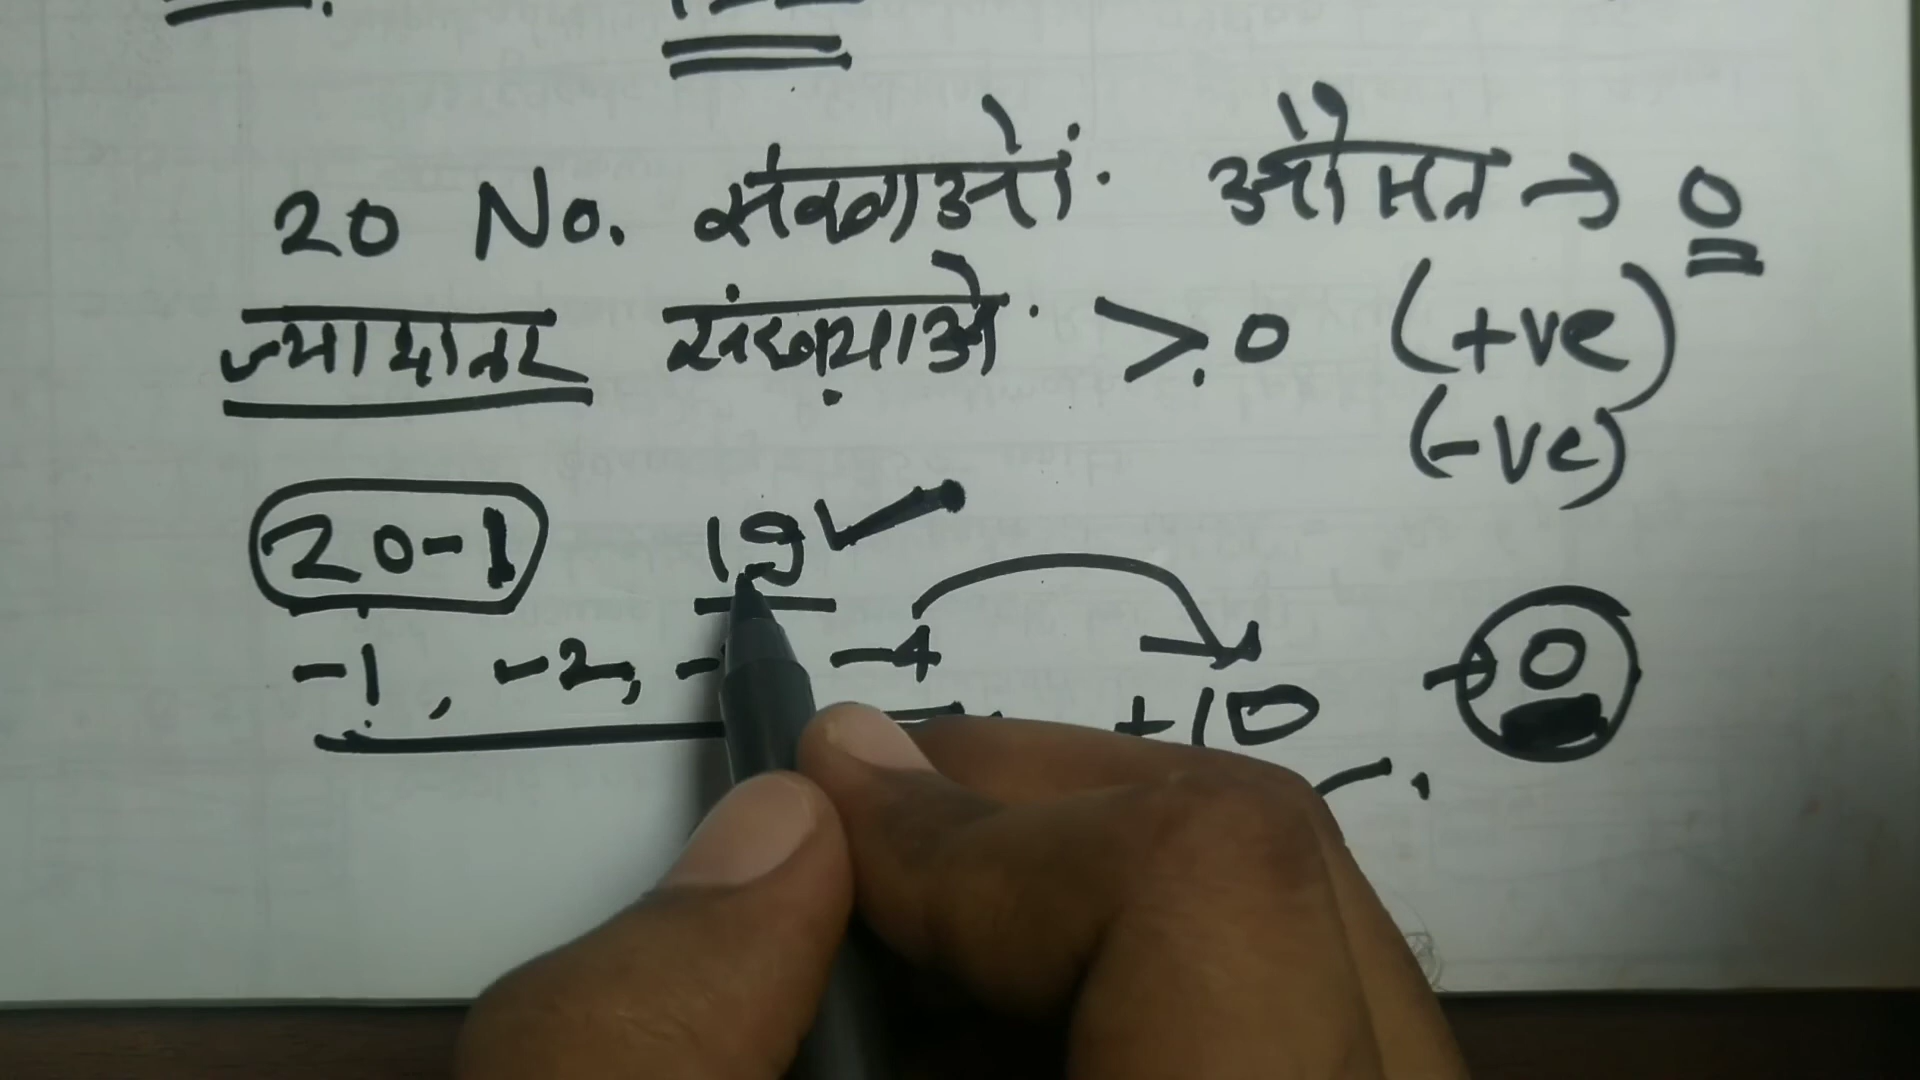 20 No. संख्याओं. औसत → 0
ज्यादातर संख्याओ. > 0 (+ve)
(-ve)
20-1 19 ✓
-1, -2, - -4 → 0
+10